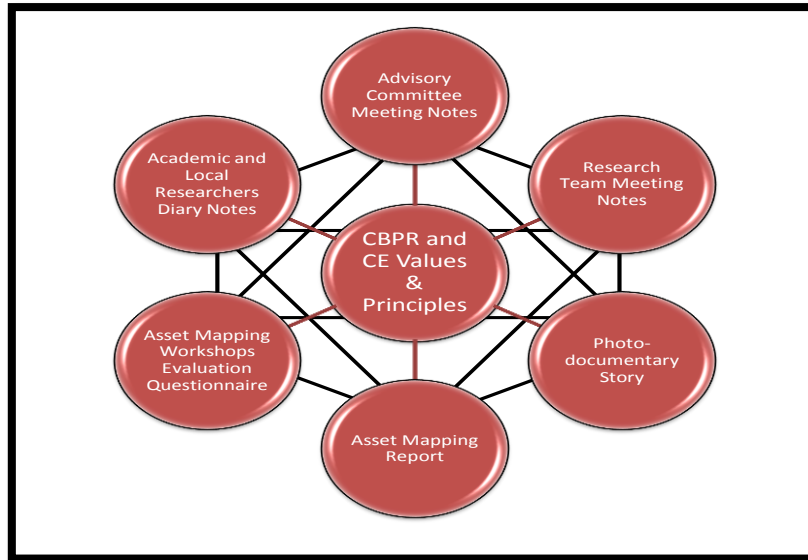 Advisory
Committee
Meeting Notes
Academic and
Local
Researchers
Diary Notes
Research
Team Meeting
Notes
CBPR and
CE Values
&
Principles
Asset Mapping
Workshops
Evaluation
Questionnaire
Photo-
documentary
Story
Asset Mapping
Report